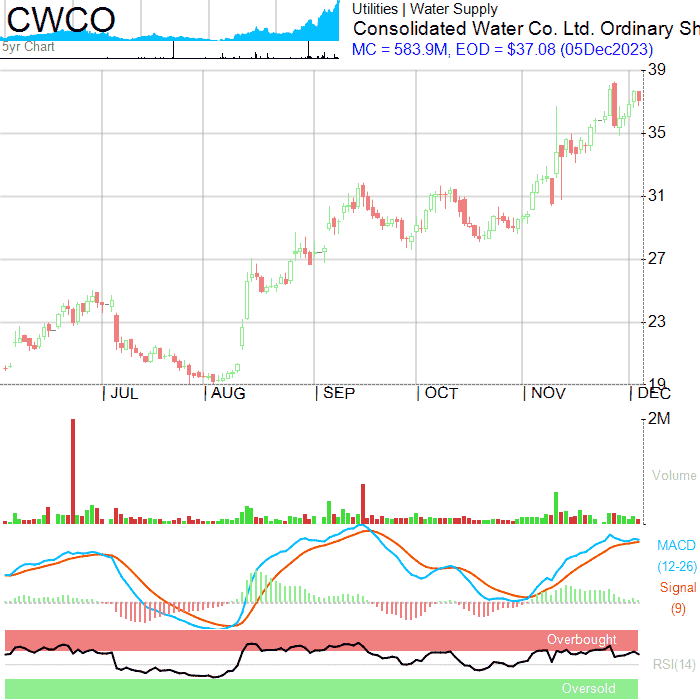 CWCO
5yr Chart
Utilities | Water Supply
Consolidated Water Co. Ltd. Ordinary Sh
MC = 583.9M, EOD = $37.08 (05Dec2023)
39
35
31
27
23
19
JUL AUG SEP OCT NOV DEC
2M
Volume
MACD
(12-26)
Signal
(9)
Overbought
RSI(14)
Oversold